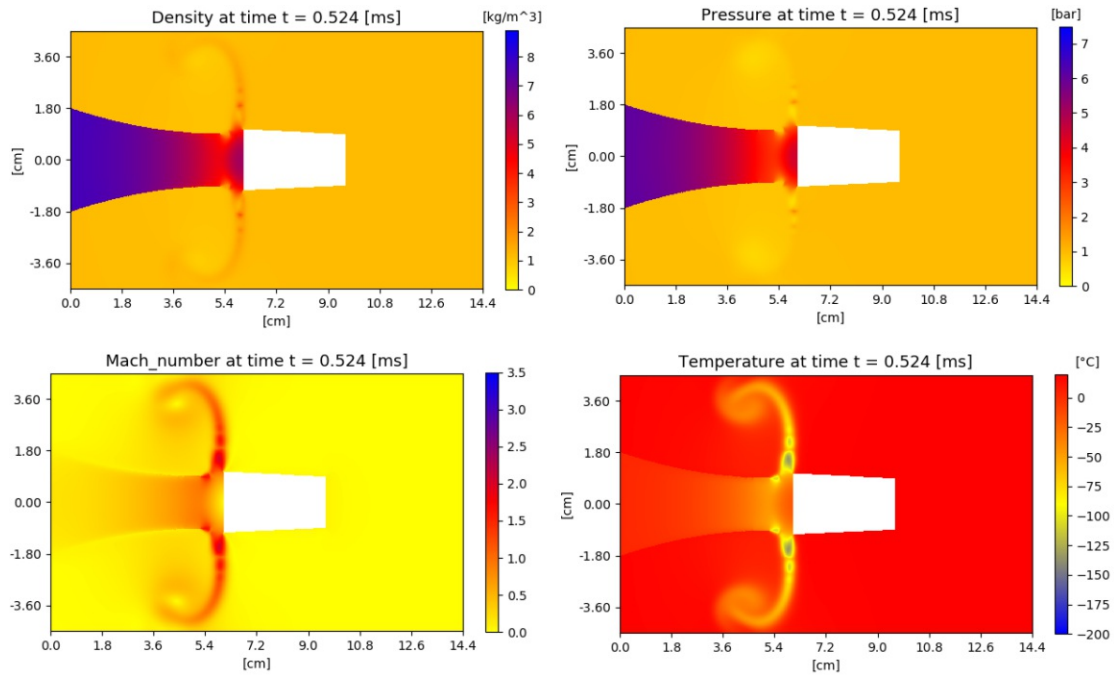 Density at time t = 0.524 [ms]
[kg/m^3]
3.60
1.80
0.00
-1.80
-3.60
[cm]
0.0 1.8 3.6 5.4 7.2 9.0 10.8 12.6 14.4
[cm]
8
7
6
5
4
3
2
1
0
Pressure at time t = 0.524 [ms]
[bar]
3.60
1.80
0.00
-1.80
-3.60
[cm]
0.0 1.8 3.6 5.4 7.2 9.0 10.8 12.6 14.4
[cm]
7
6
5
4
3
2
1
0
Mach_number at time t = 0.524 [ms]
3.60
1.80
0.00
-1.80
-3.60
[cm]
0.0 1.8 3.6 5.4 7.2 9.0 10.8 12.6 14.4
[cm]
3.5
3.0
2.5
2.0
1.5
1.0
0.5
0.0
Temperature at time t = 0.524 [ms]
[°C]
3.60
1.80
0.00
-1.80
-3.60
[cm]
0.0 1.8 3.6 5.4 7.2 9.0 10.8 12.6 14.4
[cm]
0
−25
−50
−75
−100
−125
−150
−175
−200